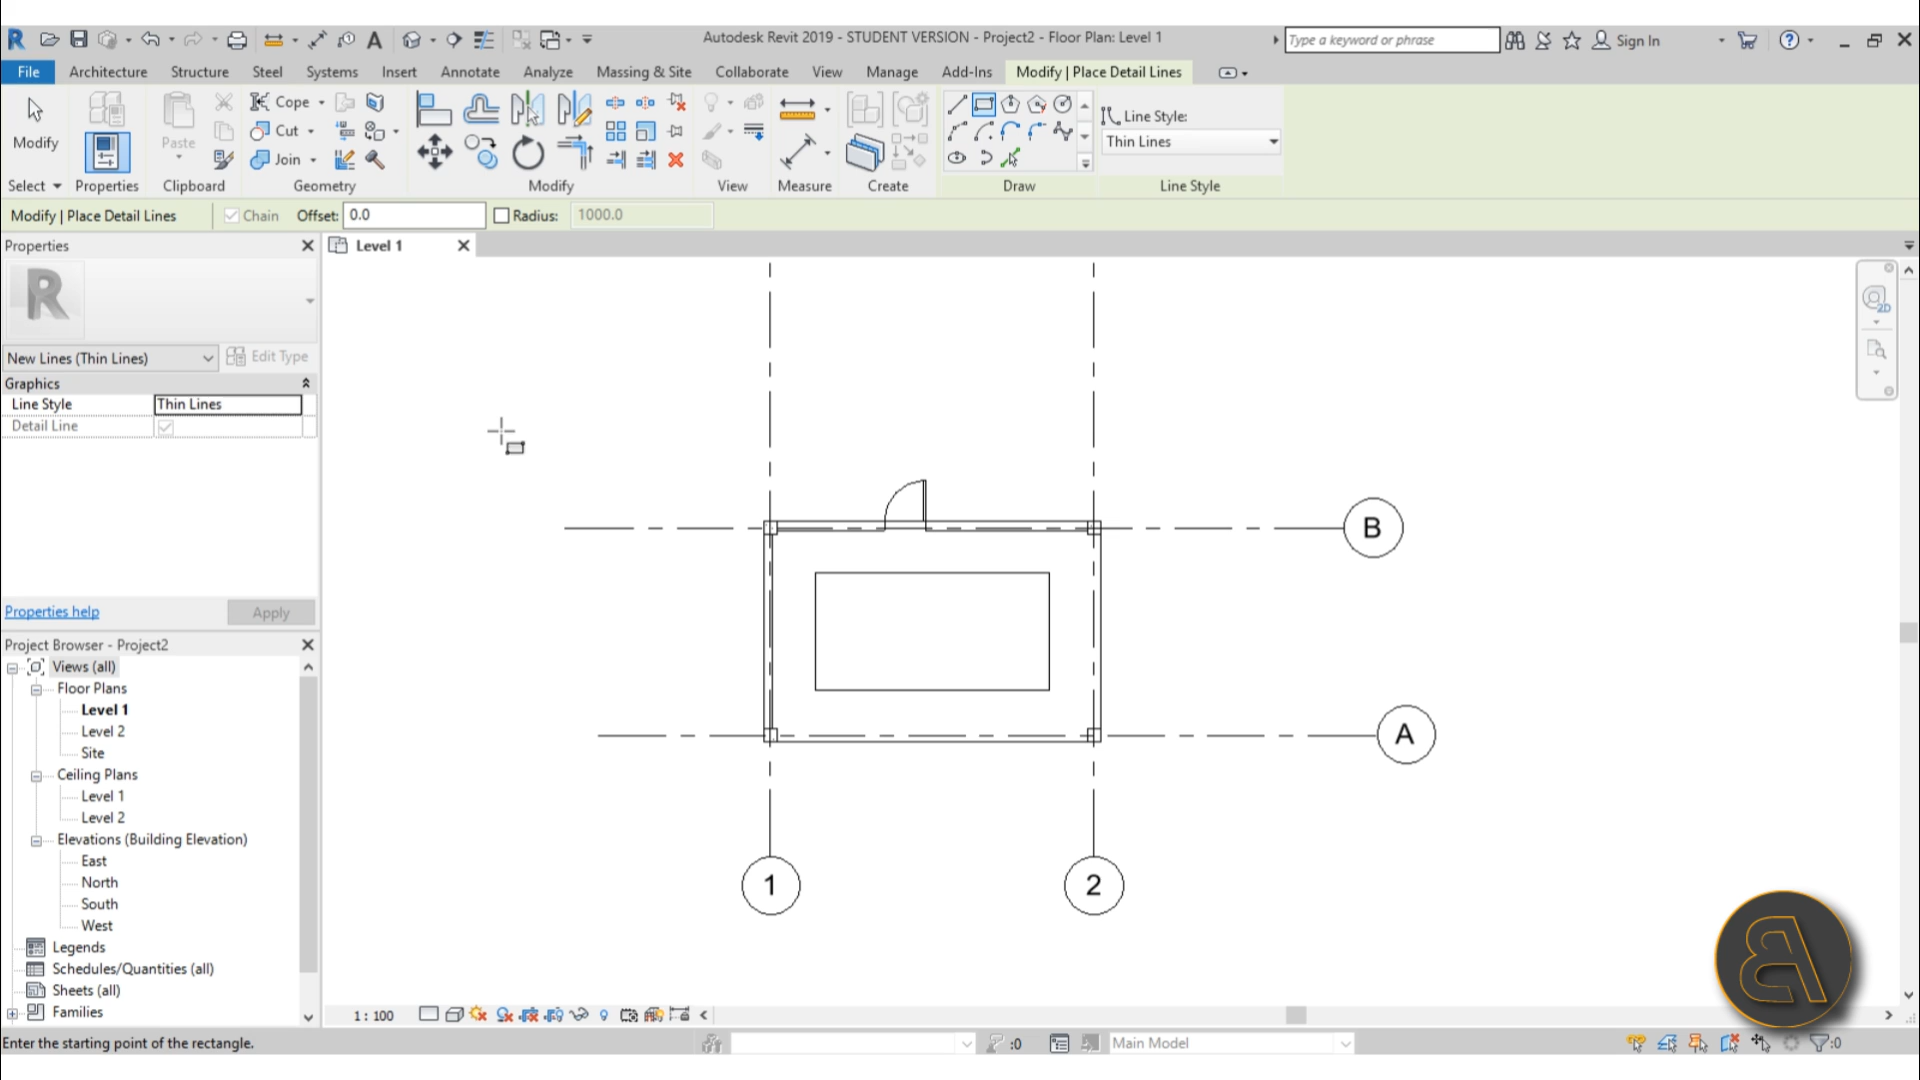 Autodesk Revit 2019 - STUDENT VERSION - Project2 - Floor Plan: Level 1
Type a keyword or phrase
Sign In
File Architecture Structure Steel Systems Insert Annotate Analyze Massing & Site Collaborate View Manage Add-Ins Modify | Place Detail Lines
Modify
Paste
Cope
Cut
Join
Line Style:
Thin Lines
Select Properties Clipboard Geometry Modify View Measure Create Draw Line Style
Modify | Place Detail Lines Chain Offset: 0.0 Radius: 1000.0
Properties
Level 1
R
2D
New Lines (Thin Lines) Edit Type
Graphics
Line Style Thin Lines
Detail Line
Properties help Apply
Project Browser - Project2
Views (all)
Floor Plans
Level 1
Level 2
Site
Ceiling Plans
Level 1
Level 2
Elevations (Building Elevation)
East
North
South
West
Legends
Schedules/Quantities (all)
Sheets (all)
Families
B
A
1
2
1 : 100
Enter the starting point of the rectangle. :0 Main Model :0